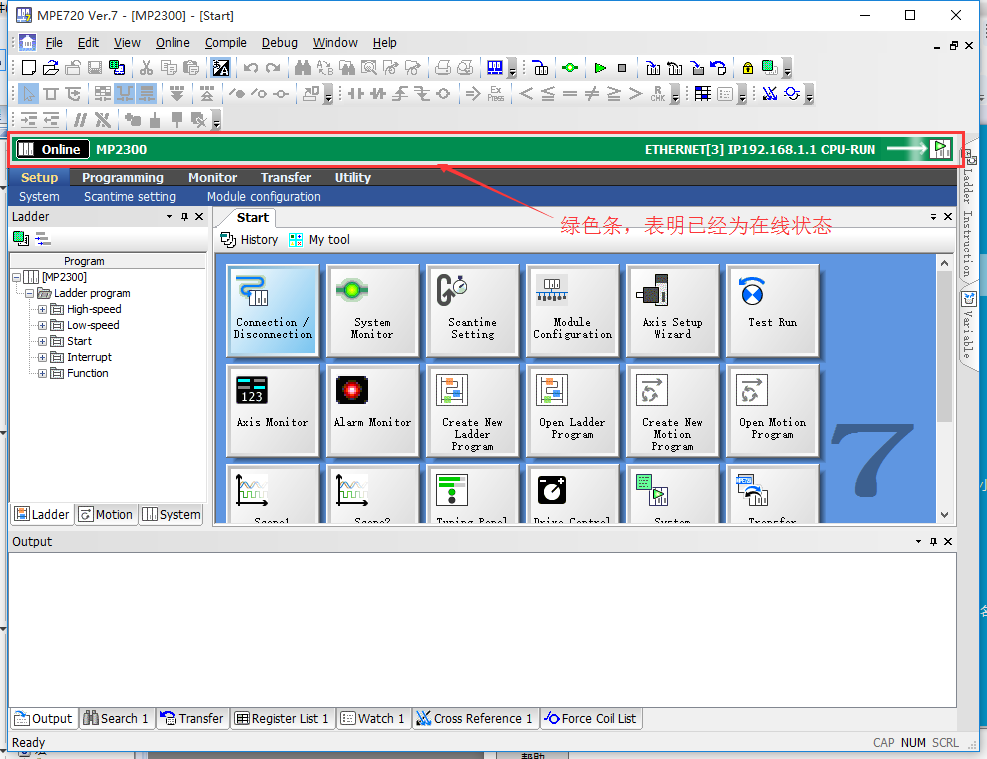 MPE720 Ver.7 - [MP2300] - [Start]
File Edit View Online Compile Debug Window Help
Online MP2300 ETHERNET[3] IP192.168.1.1 CPU-RUN
Setup Programming Monitor Transfer Utility
System Scantime setting Module configuration
Ladder
Start
绿色条，表明已经为在线状态
History My tool
Program
[MP2300]
Ladder program
High-speed
Low-speed
Start
Interrupt
Function
Connection /
Disconnection
System
Monitor
Scantime
Setting
Module
Configuration
Axis Setup
Wizard
Test Run
123
Axis Monitor
Alarm Monitor
Create New
Ladder
Program
Open Ladder
Program
Create New
Motion
Program
Open Motion
Program
7
Scope1
Scope2
Tuning Panel
Drive Control
System
Transfer
Ladder Motion System
Ladder Instruction
Variable
Output
Output Search 1 Transfer Register List 1 Watch 1 Cross Reference 1 Force Coil List
Ready CAP NUM SCRL